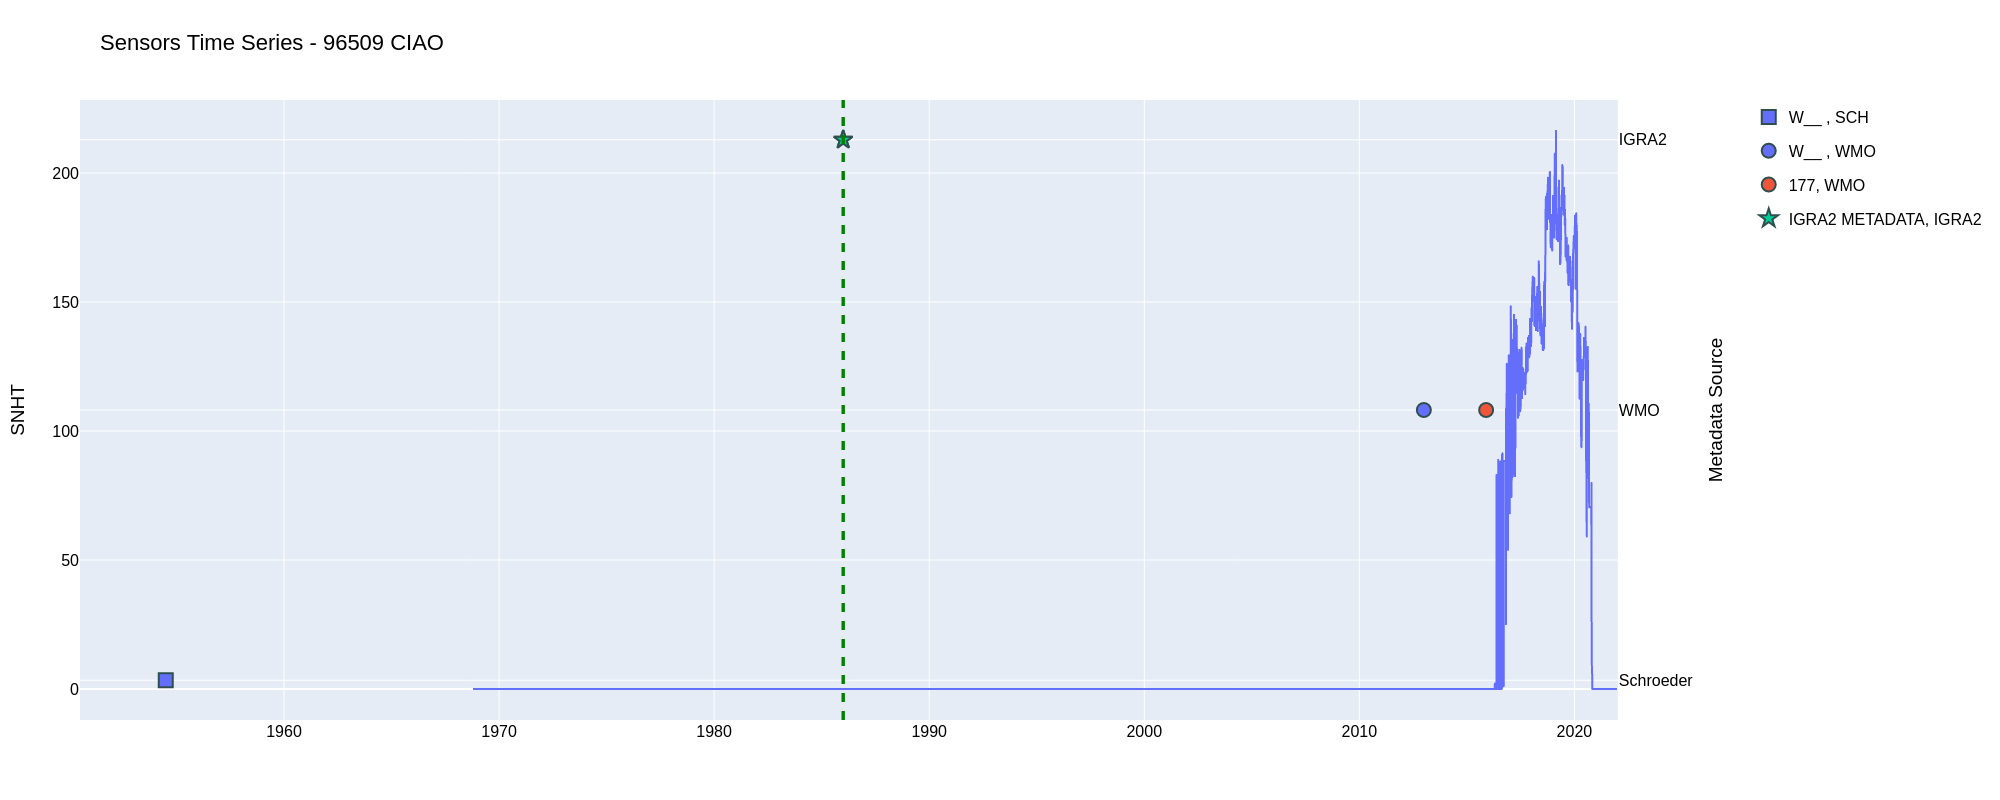 Sensors Time Series - 96509 CIAO
SNHT
200
150
100
50
0
1960
1970
1980
1990
2000
2010
2020
IGRA2
WMO
Schroeder
Metadata Source
W__ , SCH
W__ , WMO
177, WMO
IGRA2 METADATA, IGRA2